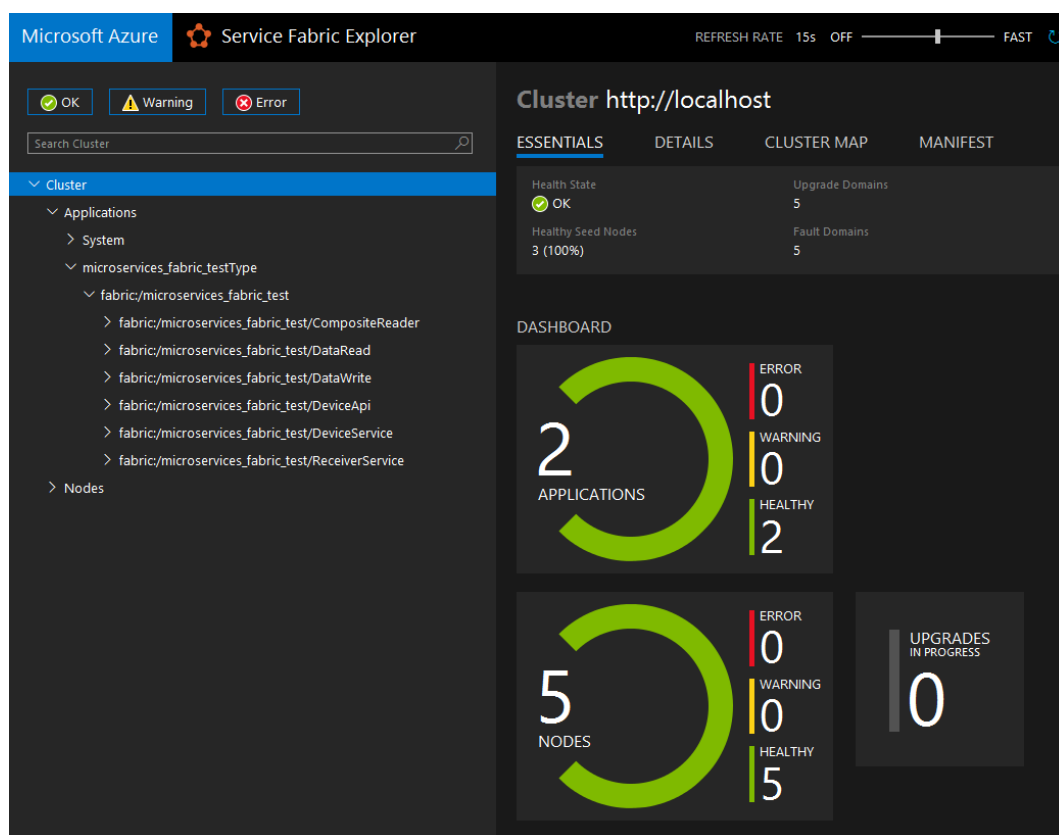 Microsoft Azure Service Fabric Explorer REFRESH RATE 15s OFF FAST
OK Warning Error
Search Cluster
Cluster
Applications
System
microservices_fabric_testType
fabric:/microservices_fabric_test
fabric:/microservices_fabric_test/CompositeReader
fabric:/microservices_fabric_test/DataRead
fabric:/microservices_fabric_test/DataWrite
fabric:/microservices_fabric_test/DeviceApi
fabric:/microservices_fabric_test/DeviceService
fabric:/microservices_fabric_test/ReceiverService
Nodes
Cluster http://localhost
ESSENTIALS DETAILS CLUSTER MAP MANIFEST
Health State Upgrade Domains
OK 5
Healthy Seed Nodes Fault Domains
3 (100%) 5
DASHBOARD
2
APPLICATIONS
ERROR
0
WARNING
0
HEALTHY
2
5
NODES
ERROR
0
WARNING
0
HEALTHY
5
UPGRADES
IN PROGRESS
0